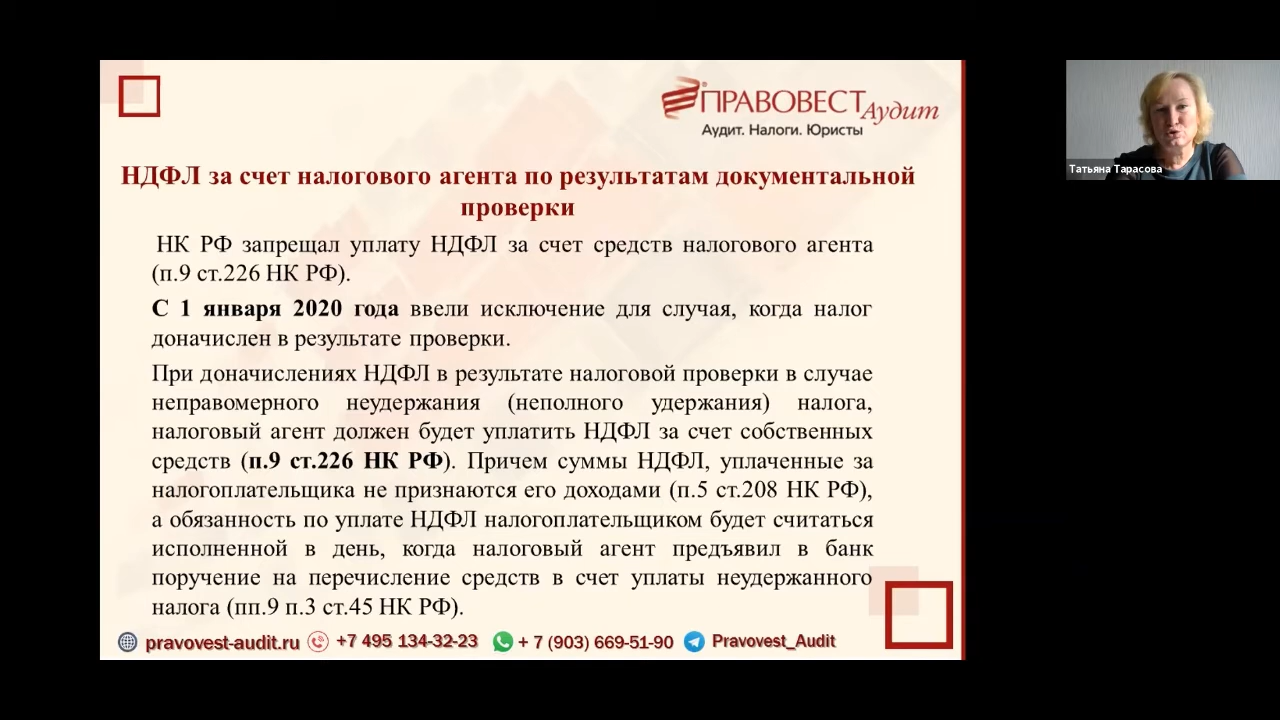 ПРАВОВЕСТ Аудит
Аудит. Налоги. Юристы
Татьяна Тарасова
НДФЛ за счет налогового агента по результатам документальной
проверки
НК РФ запрещал уплату НДФЛ за счет средств налогового агента
(п.9 ст.226 НК РФ).
С 1 января 2020 года ввели исключение для случая, когда налог
доначислен в результате проверки.
При доначислениях НДФЛ в результате налоговой проверки в случае
неправомерного неудержания (неполного удержания) налога,
налоговый агент должен будет уплатить НДФЛ за счет собственных
средств (п.9 ст.226 НК РФ). Причем суммы НДФЛ, уплаченные за
налогоплательщика не признаются его доходами (п.5 ст.208 НК РФ),
а обязанность по уплате НДФЛ налогоплательщиком будет считаться
исполненной в день, когда налоговый агент предъявил в банк
поручение на перечисление средств в счет уплаты неудержанного
налога (пп.9 п.3 ст.45 НК РФ).
pravovest-audit.ru +7 495 134-32-23 + 7 (903) 669-51-90 Pravovest_Audit